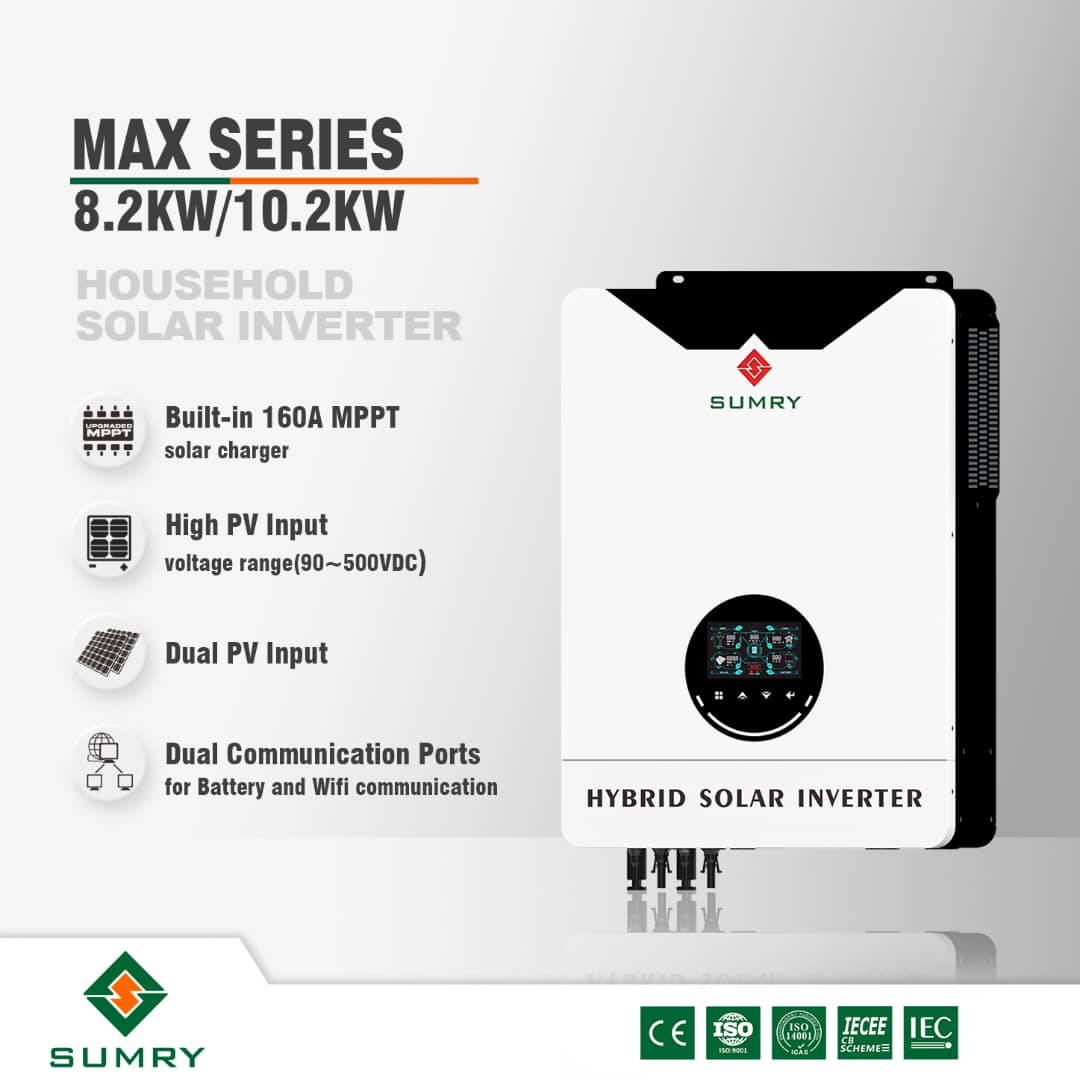 MAX SERIES
8.2KW/10.2KW
HOUSEHOLD
SOLAR INVERTER
UPGRADED
MPPT
Built-in 160A MPPT
solar charger
High PV Input
voltage range(90~500VDC)
Dual PV Input
Dual Communication Ports
for Battery and Wifi communication
SUMRY
HYBRID SOLAR INVERTER
SUMRY
CE
ISO
ISO:9001
ISO
14001
ICAS
IECEE
CB
SCHEME
IEC